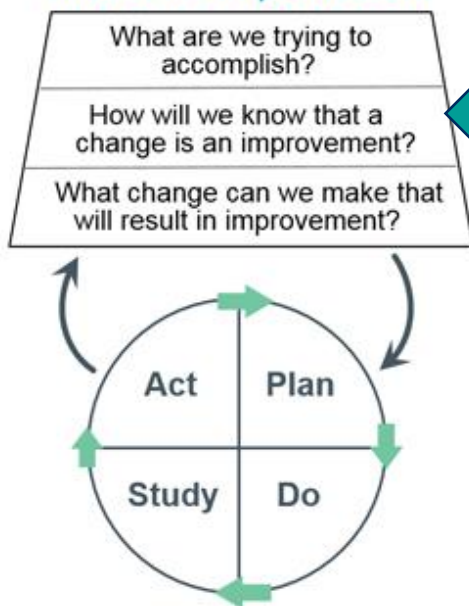 What are we trying to
accomplish?
How will we know that a
change is an improvement?
What change can we make that
will result in improvement?
Act
Plan
Study
Do